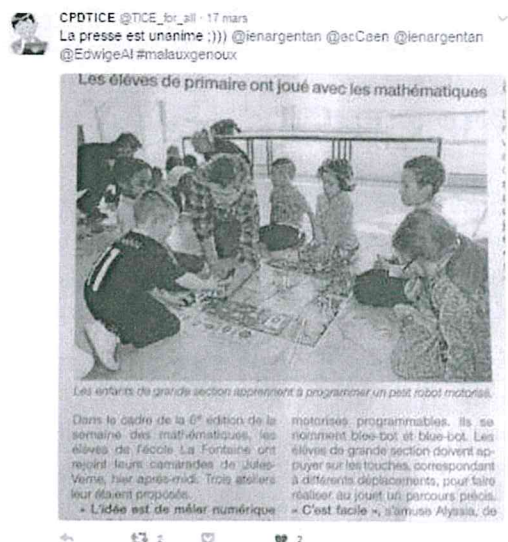 CPDTICE @TICE_for_all · 17 mars
La presse est unanime ;))) @ienargentan @acCaen @ienargentan
@EdwigeAl #malauxgenoux
Les élèves de primaire ont joué avec les mathématiques
Les enfants de grande section apprennent à programmer un petit robot motorisé.
Dans le cadre de la 6e édition de la
semaine des mathématiques, les
élèves de l'école La Fontaine ont
rejoint leurs camarades de Jules-
Verne, hier après-midi. Trois ateliers
leur étaient proposés.
« L'idée est de mêler numérique
motorisés programmables. Ils se
nomment blee-bot et blue-bot. Les
élèves de grande section doivent ap-
puyer sur les touches, correspondant
à différents déplacements, pour faire
réaliser au jouet un parcours précis.
« C'est facile », s'amuse Alyssia, de
2
2